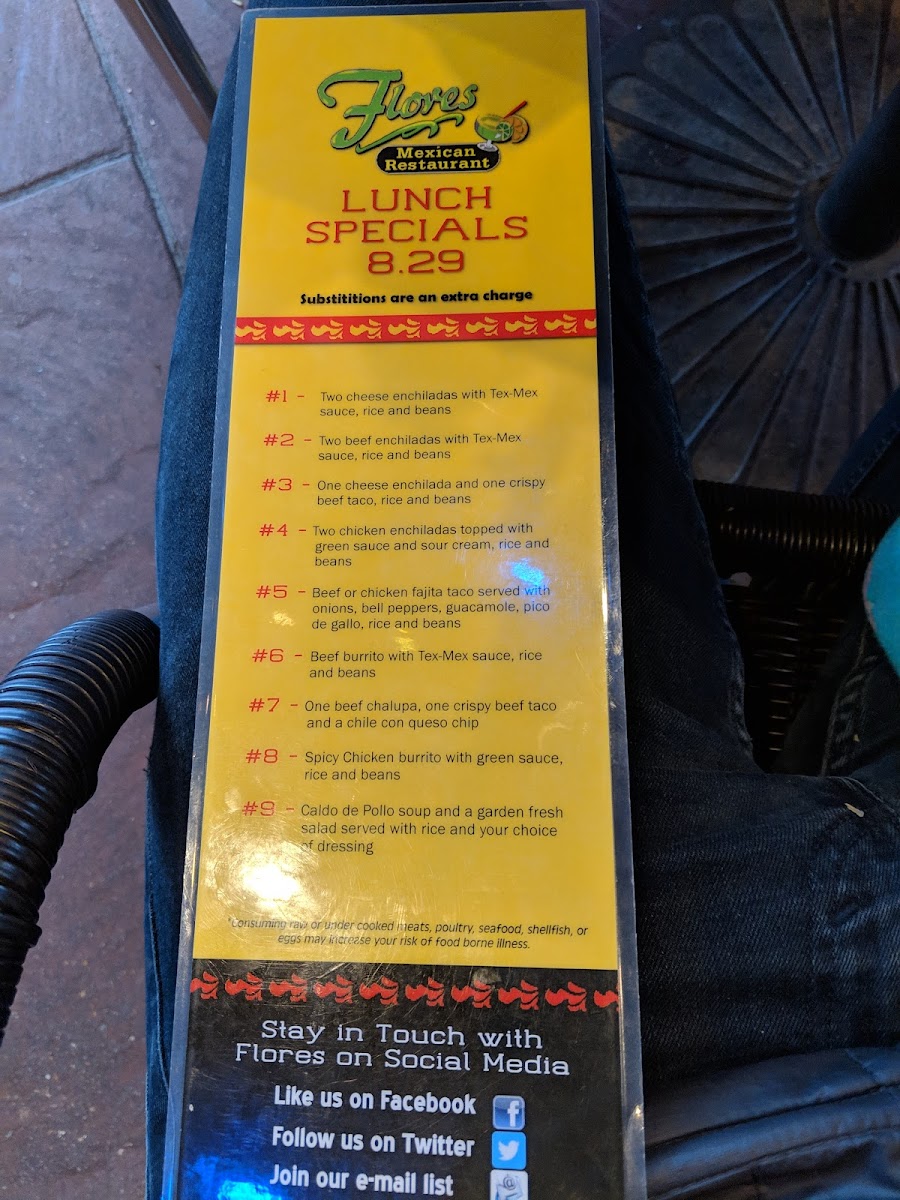 Flores
Mexican
Restaurant
LUNCH
SPECIALS
8.29
Substititions are an extra charge
#1 - Two cheese enchiladas with Tex-Mex
sauce, rice and beans
#2 - Two beef enchiladas with Tex-Mex
sauce, rice and beans
#3 - One cheese enchilada and one crispy
beef taco, rice and beans
#4 - Two chicken enchiladas topped with
green sauce and sour cream, rice and
beans
#5 - Beef or chicken fajita taco served with
onions, bell peppers, guacamole, pico
de gallo, rice and beans
#6 - Beef burrito with Tex-Mex sauce, rice
and beans
#7 - One beef chalupa, one crispy beef taco
and a chile con queso chip
#8 - Spicy Chicken burrito with green sauce,
rice and beans
#9 - Caldo de Pollo soup and a garden fresh
salad served with rice and your choice
of dressing
*Consuming raw or under cooked meats, poultry, seafood, shellfish, or
eggs may increase your risk of food borne illness.
Stay in Touch with
Flores on Social Media
Like us on Facebook
Follow us on Twitter
Join our e-mail list